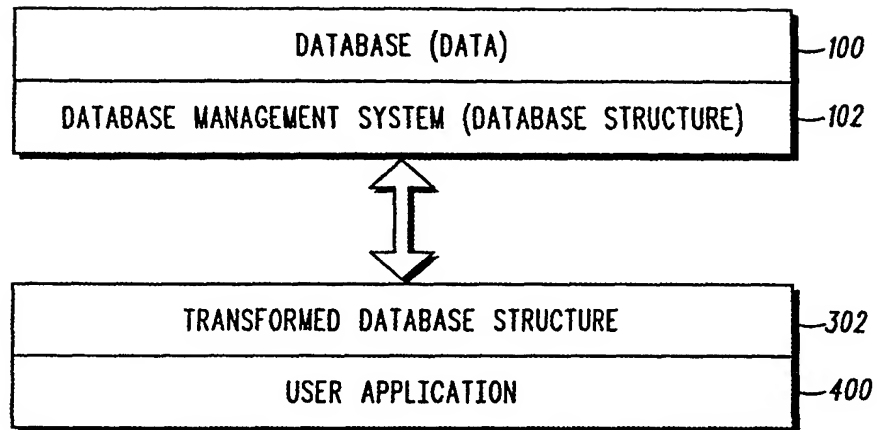 DATABASE (DATA) 100
DATABASE MANAGEMENT SYSTEM (DATABASE STRUCTURE) 102
TRANSFORMED DATABASE STRUCTURE 302
USER APPLICATION 400